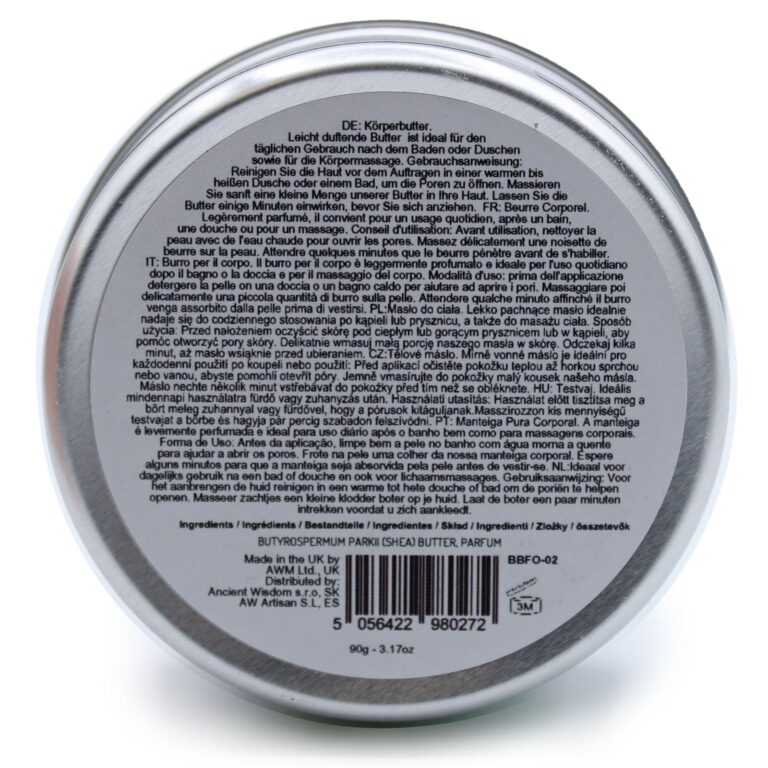 DE: Körperbutter.
Leicht duftende Butter ist ideal für den
täglichen Gebrauch nach dem Baden oder Duschen
sowie für die Körpermassage. Gebrauchsanweisung:
Reinigen Sie die Haut vor dem Auftragen in einer warmen bis
heißen Dusche oder einem Bad, um die Poren zu öffnen. Massieren
Sie sanft eine kleine Menge unserer Butter in Ihre Haut. Lassen Sie die
Butter einige Minuten einwirken, bevor Sie sich anziehen. FR: Beurre Corporel.
Legèrement parfumé, il convient pour un usage quotidien, après un bain,
une douche ou pour un massage. Conseil d'utilisation: Avant utilisation, nettoyer la
peau avec de l'eau chaude pour ouvrir les pores. Massez délicatement une noisette de
beurre sur la peau. Attendre quelques minutes que le beurre pénètre avant de s'habiller.
IT: Burro per il corpo. Il burro per il corpo è leggermente profumato e ideale per l'uso quotidiano
dopo il bagno o la doccia e per il massaggio del corpo. Modalità d'uso: prima dell'applicazione
detergere la pelle on una doccia o un bagno caldo per aiutare ad aprire i pori. Massaggiare poi
delicatamente una piccola quantità di burro sulla pelle. Attendere qualche minuto affinché il burro
venga assorbito dalla pelle prima di vestirsi. PL:Masło do ciała. Lekko pachnące masło idealnie
nadaje się do codziennego stosowania po kąpieli lub prysznicu, a także do masażu ciała. Sposób
użycia: Przed nałożeniem oczyścić skórę pod ciepłym lub gorącym prysznicem lub w kąpieli, aby
pomóc otworzyć pory skóry. Delikatnie wmasuj małą porcję naszego masła w skórę. Odczekaj kilka
minut, aż masło wsiąknie przed ubieraniem. CZ:Tělové máslo. Mírně vonné máslo je ideální pro
každodenní použití po koupeli nebo použití: Před aplikací očistěte pokožku teplou až horkou sprchou
nebo vanou, abyste pomohli otevřít póry. Jemně vmasírujte do pokožky malý kousek našeho másla.
Máslo nechte několik minut vstřebávat do pokožky před tím než se obléknete. HU: Testvaj. Ideális
mindennapi használatra fürdő vagy zuhanyzás után. Használati utasítás: Használat előtt tisztítsa meg a
bőrt meleg zuhannyal vagy fürdővel, hogy a pórusok kitáguljanak.Masszírozzon kis mennyiségű
testvajat a bőrbe és hagyja pár percig szabadon felszívódni. PT: Manteiga Pura Corporal. A manteiga
é levemente perfumada e ideal para uso diário após o banho bem como para massagens corporais.
Forma de Uso: Antes da aplicação, limpe bem a pele no banho com água morna a quente
para ajudar a abrir os poros. Frote na pele uma colher da nossa manteiga corporal. Espere
alguns minutos para que a manteiga seja absorvida pela pele antes de vestir-se. NL:Ideaal voor
dagelijks gebruik na een bad of douche en ook voor lichaamsmassages. Gebruiksaanwijzing: Voor
het aanbrengen de huid reinigen in een warme tot hete douche of bad om de poriën te helpen
openen. Masseer zachtjes een kleine klodder boter op je huid. Laat de boter een paar minuten
intrekken voordat u zich aankleedt.
Ingredients / Ingrédients / Bestandteile / Ingredientes / Skład / Ingredienti / Zložky / összetevők
BUTYROSPERMUM PARKII (SHEA) BUTTER, PARFUM
Made in the UK by
AWM Ltd., UK
Distributed by:
Ancient Wisdom s.r.o, SK
AW Artisan S.L, ES
BBFO-02
3M
5 056422 980272
90g - 3.17oz